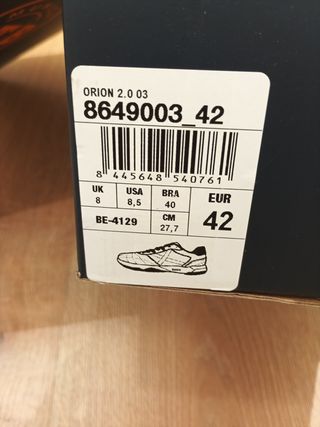 ORION 2.0 03
8649003_42
8 445648 540761
UK USA BRA EUR
8 8,5 40 42
BE-4129 CM
27,7